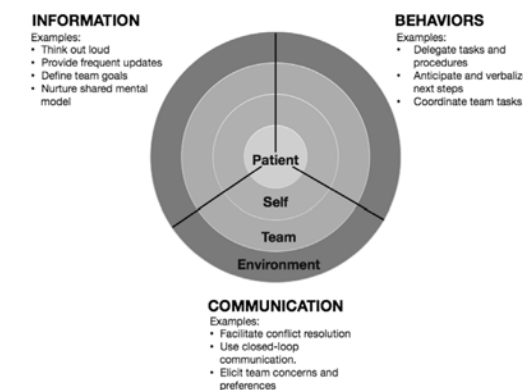 INFORMATION
Examples:
• Think out loud
• Provide frequent updates
• Define team goals
• Nurture shared mental
model
BEHAVIORS
Examples:
• Delegate tasks and
procedures
• Anticipate and verbaliz
next steps
• Coordinate team tasks
Patient
Self
Team
Environment
COMMUNICATION
Examples:
• Facilitate conflict resolution
• Use closed-loop
communication.
• Elicit team concerns and
preferences